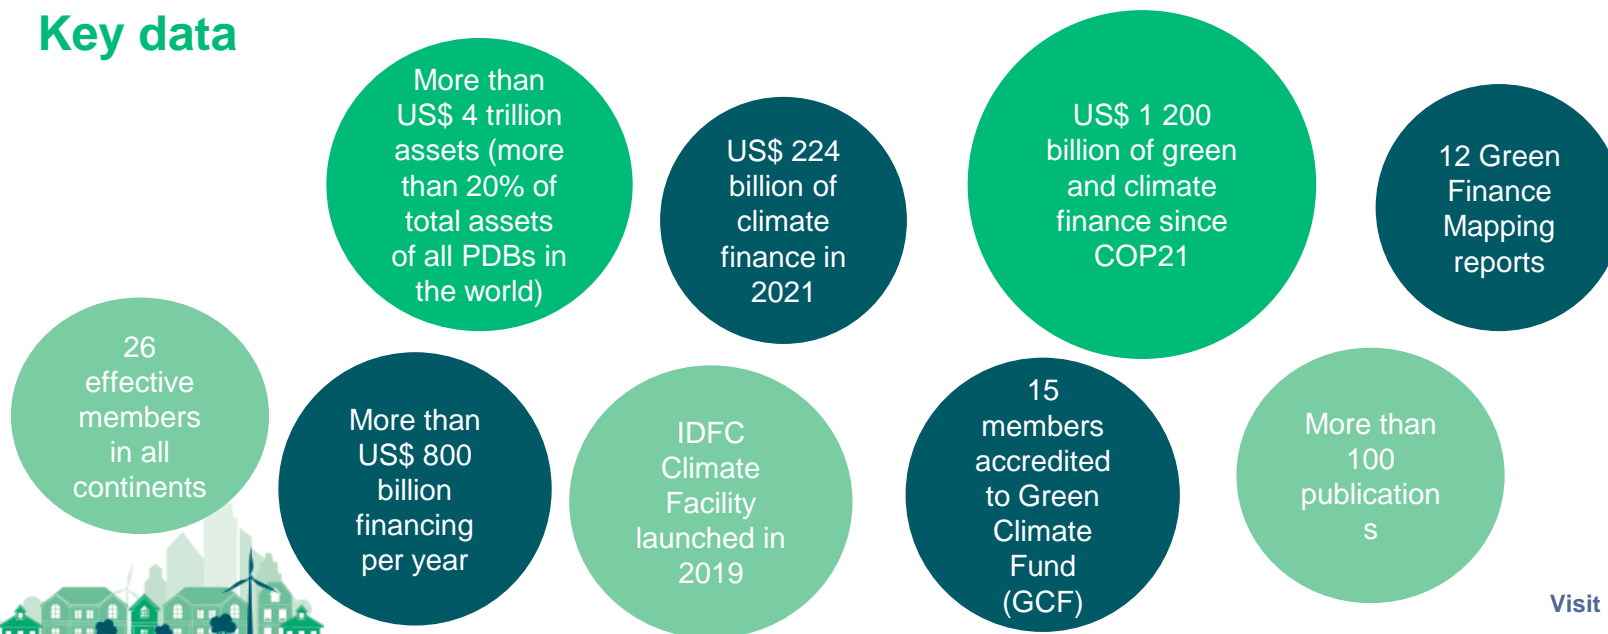 Key data
More than
US$ 4 trillion
assets (more
than 20% of
total assets
of all PDBs in
the world)
US$ 224
billion of
climate
finance in
2021
US$ 1 200
billion of green
and climate
finance since
COP21
12 Green
Finance
Mapping
reports
26
effective
members
in all
continents
More than
US$ 800
billion
financing
per year
IDFC
Climate
Facility
launched in
2019
15
members
accredited
to Green
Climate
Fund
(GCF)
More than
100
publication
s
Visit